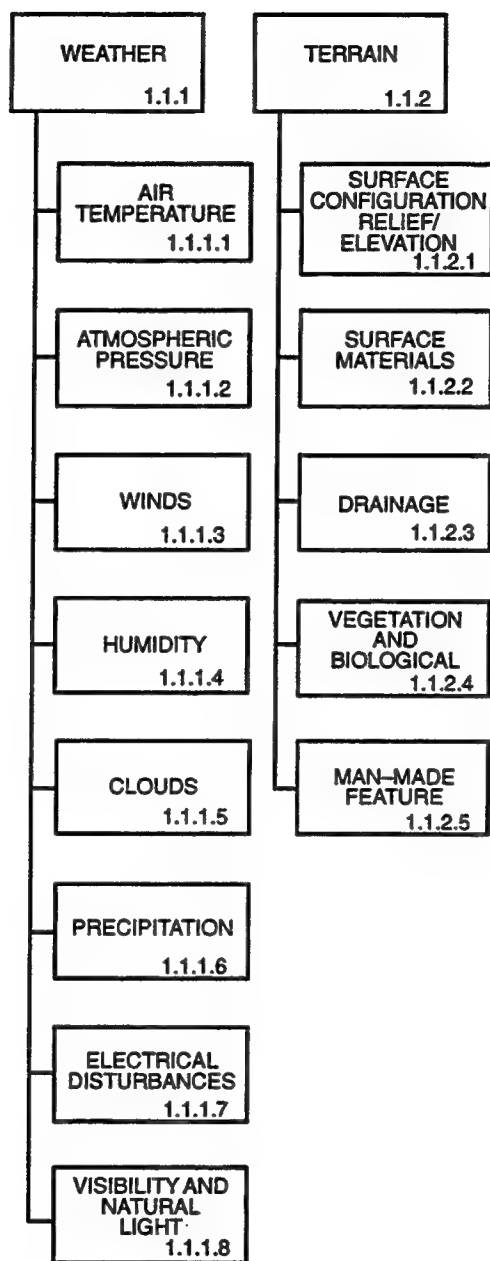 WEATHER
1.1.1
AIR
TEMPERATURE
1.1.1.1
ATMOSPHERIC
PRESSURE
1.1.1.2
WINDS
1.1.1.3
HUMIDITY
1.1.1.4
CLOUDS
1.1.1.5
PRECIPITATION
1.1.1.6
ELECTRICAL
DISTURBANCES
1.1.1.7
VISIBILITY AND
NATURAL
LIGHT
1.1.1.8
TERRAIN
1.1.2
SURFACE
CONFIGURATION
RELIEF/
ELEVATION
1.1.2.1
SURFACE
MATERIALS
1.1.2.2
DRAINAGE
1.1.2.3
VEGETATION
AND
BIOLOGICAL
1.1.2.4
MAN–MADE
FEATURE
1.1.2.5